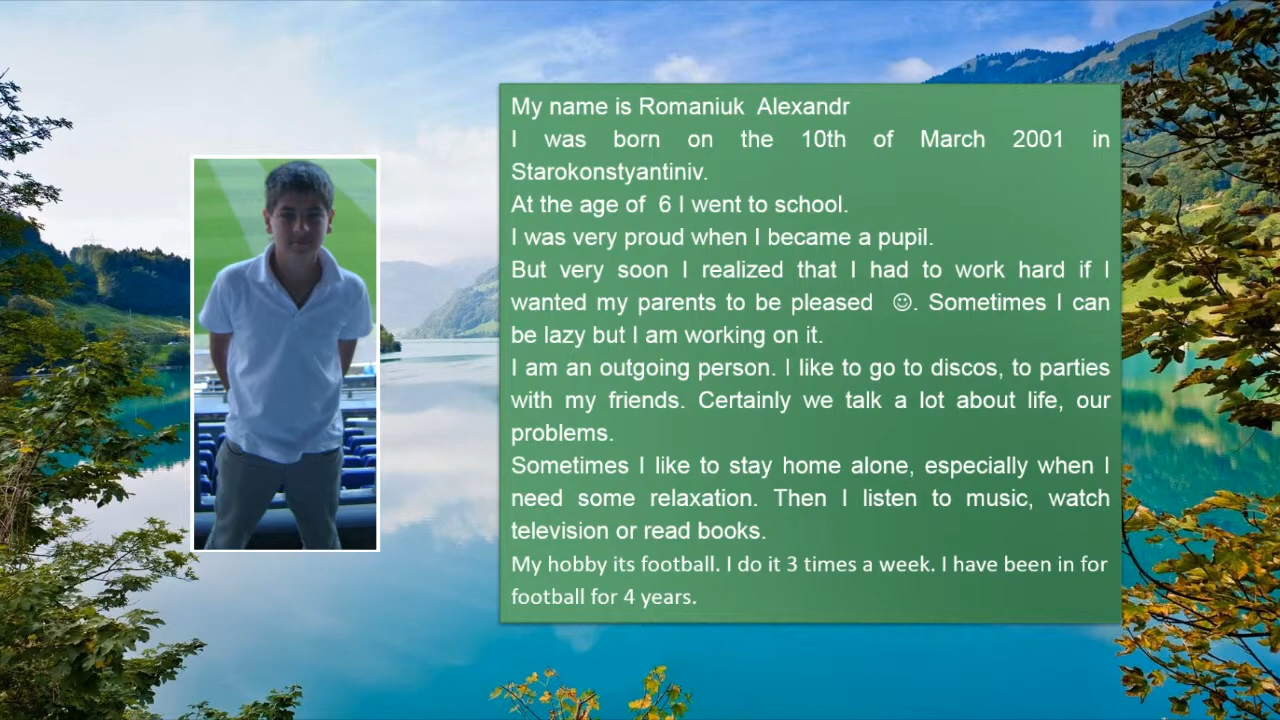 My name is Romaniuk  Alexandr
I was born on the 10th of March 2001 in
Starokonstyantiniv.
At the age of  6 I went to school.
I was very proud when I became a pupil.
But very soon I realized that I had to work hard if I
wanted my parents to be pleased  ☺. Sometimes I can
be lazy but I am working on it.
I am an outgoing person. I like to go to discos, to parties
with my friends. Certainly we talk a lot about life, our
problems.
Sometimes I like to stay home alone, especially when I
need some relaxation. Then I listen to music, watch
television or read books.
My hobby its football. I do it 3 times a week. I have been in for
football for 4 years.